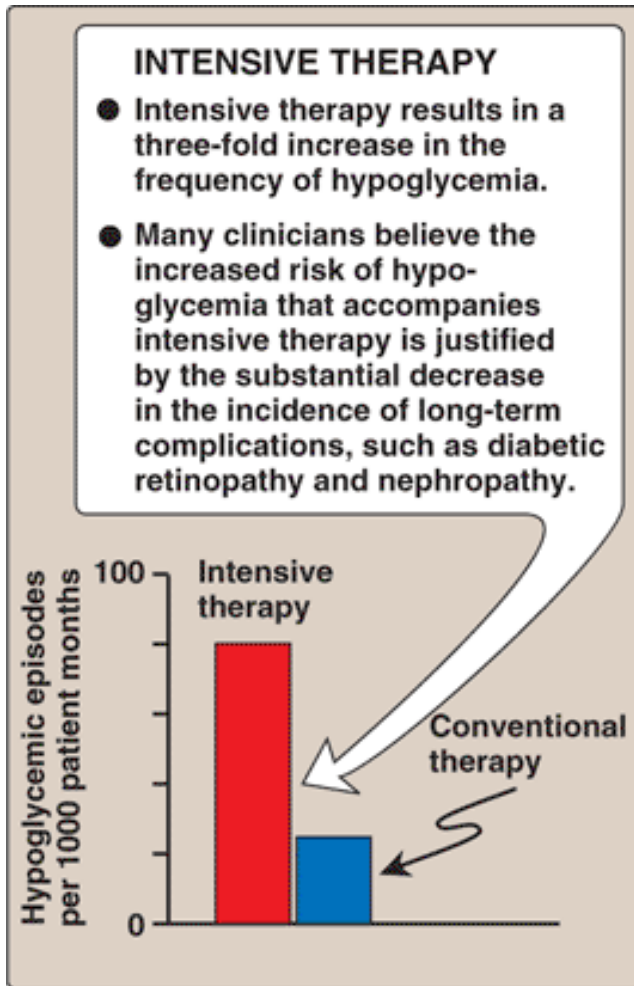 INTENSIVE THERAPY
● Intensive therapy results in a
three-fold increase in the
frequency of hypoglycemia.
● Many clinicians believe the
increased risk of hypo-
glycemia that accompanies
intensive therapy is justified
by the substantial decrease
in the incidence of long-term
complications, such as diabetic
retinopathy and nephropathy.
Hypoglycemic episodes
per 1000 patient months
100
0
Intensive
therapy
Conventional
therapy